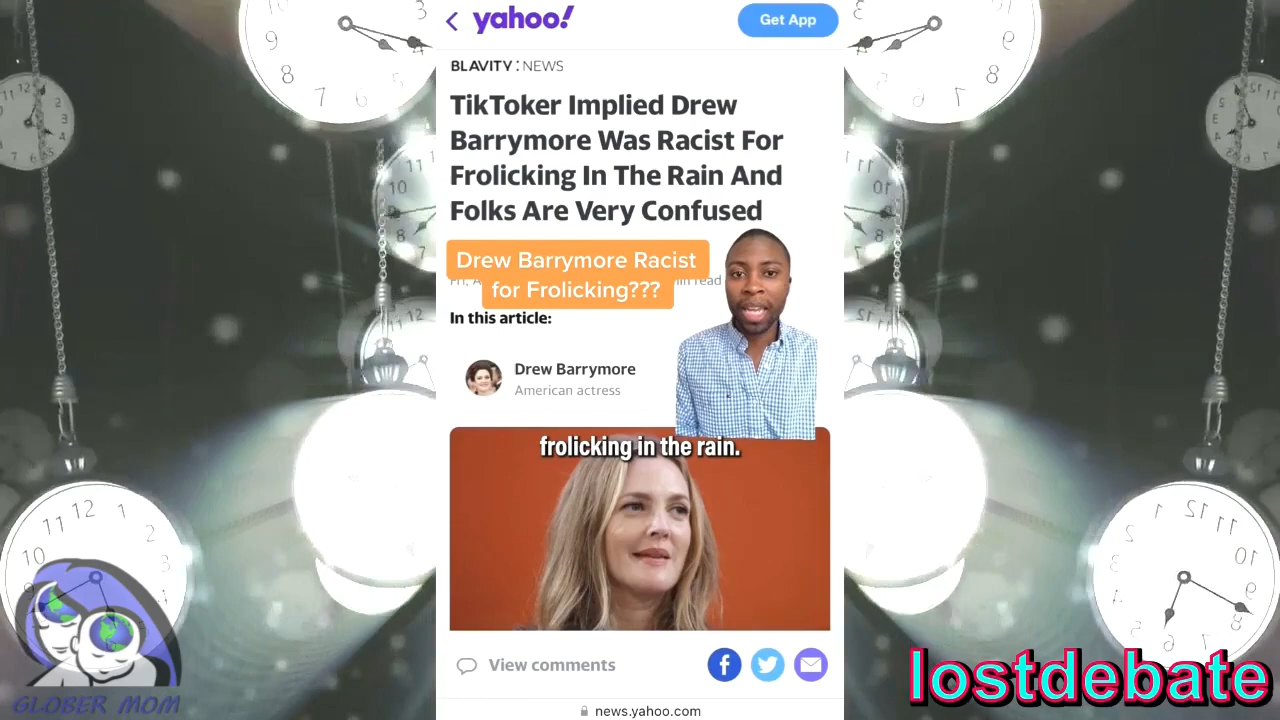 yahoo!
Get App
BLAVITY : NEWS
TikToker Implied Drew
Barrymore Was Racist For
Frolicking In The Rain And
Folks Are Very Confused
Drew Barrymore Racist
for Frolicking???
min read
In this article:
Drew Barrymore
American actress
frolicking in the rain.
View comments
news.yahoo.com
GLOBER MOM
lostdebate